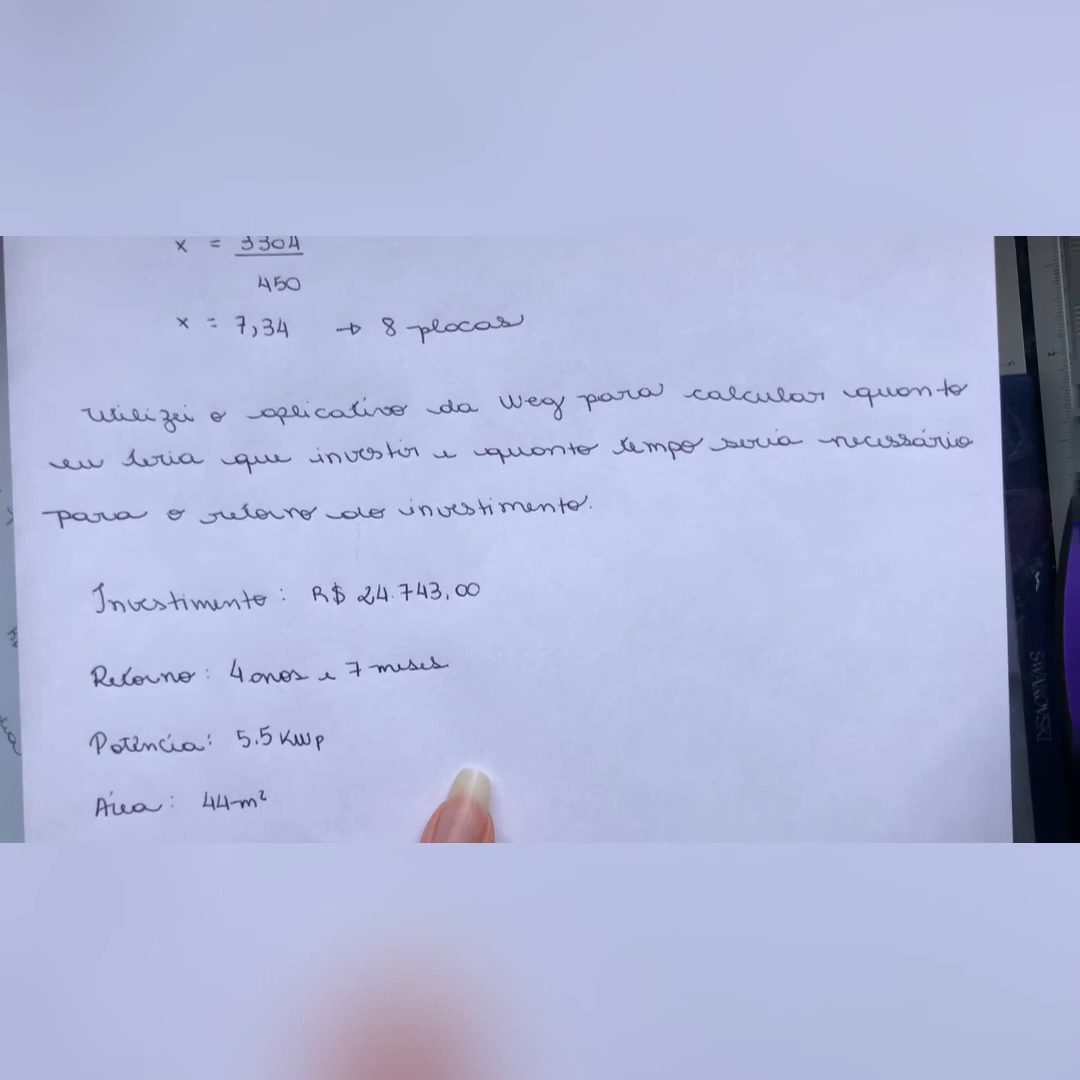 x = 3304
450
x = 7,34 → 8 placas
Utilizei o aplicativo da Weg para calcular quanto
eu teria que investir e quanto tempo seria necessário
para o retorno do investimento.
Investimento: R$ 24.743,00
Retorno: 4 anos e 7 meses
Potência: 5.5 KWp
Área: 44 m²
SWAROVSKI